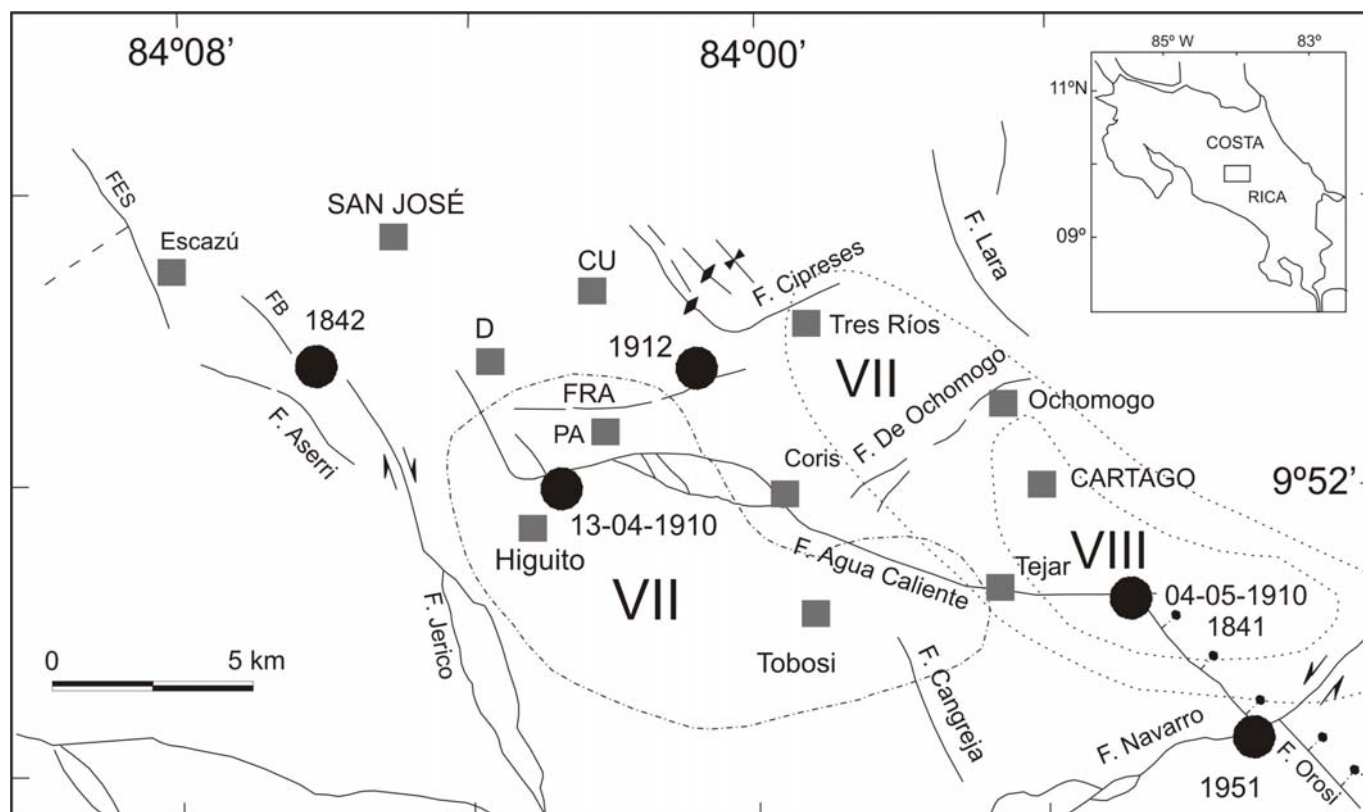 84º08’
84º00’
85º W
83º
11ºN
COSTA
RICA
09º
FES
SAN JOSÉ
Escazú
CU
F. Cipreses
F. Lara
FB
1842
D
1912
Tres Ríos
VII
FRA
F. De Ochomogo
Ochomogo
F. Aserri
PA
Coris
CARTAGO
9º52’
13-04-1910
Higuito
VII
F. Agua Caliente
Tejar
VIII
04-05-1910
1841
F. Jerico
Tobosi
F. Cangreja
0
5 km
F. Navarro
F. Orosi
1951